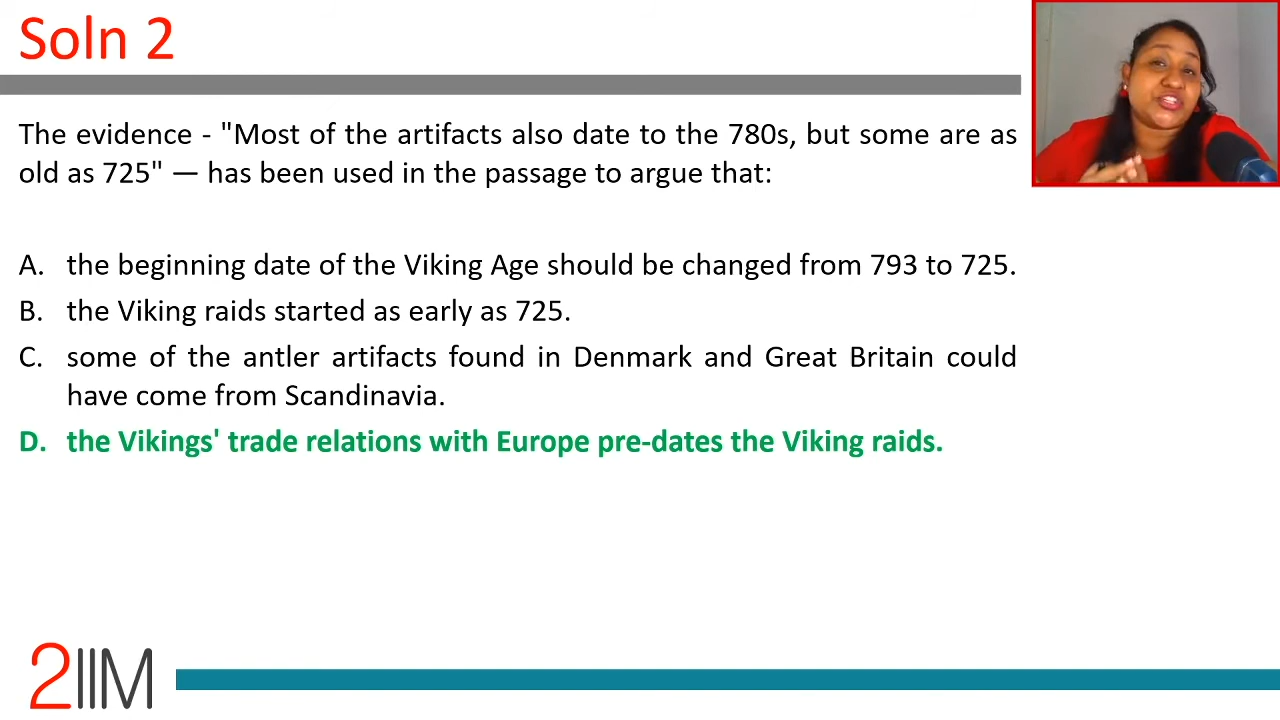 Soln 2
The evidence - "Most of the artifacts also date to the 780s, but some are as
old as 725" — has been used in the passage to argue that:
A. the beginning date of the Viking Age should be changed from 793 to 725.
B. the Viking raids started as early as 725.
C. some of the antler artifacts found in Denmark and Great Britain could
have come from Scandinavia.
D. the Vikings' trade relations with Europe pre-dates the Viking raids.
2IIM